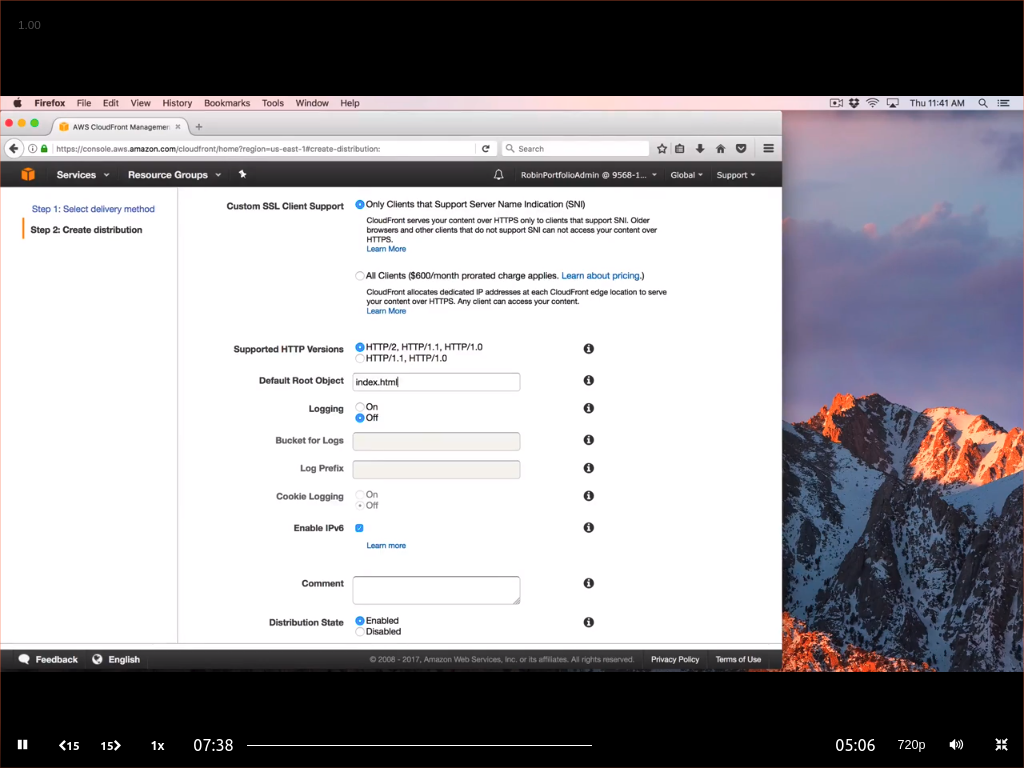 1.00
Firefox File Edit View History Bookmarks Tools Window Help Thu 11:41 AM
AWS CloudFront Managemer
https://console.aws.amazon.com/cloudfront/home?region=us-east-1#create-distribution: Search
Services Resource Groups RobinPortfolioAdmin @ 9568-1... Global Support
Step 1: Select delivery method
Step 2: Create distribution
Custom SSL Client Support Only Clients that Support Server Name Indication (SNI)
CloudFront serves your content over HTTPS only to clients that support SNI. Older
browsers and other clients that do not support SNI can not access your content over
HTTPS.
Learn More
All Clients ($600/month prorated charge applies. Learn about pricing.)
CloudFront allocates dedicated IP addresses at each CloudFront edge location to serve
your content over HTTPS. Any client can access your content.
Learn More
Supported HTTP Versions HTTP/2, HTTP/1.1, HTTP/1.0
HTTP/1.1, HTTP/1.0
Default Root Object index.html
Logging On
Off
Bucket for Logs
Log Prefix
Cookie Logging On
Off
Enable IPv6
Learn more
Comment
Distribution State Enabled
Disabled
Feedback English © 2008 - 2017, Amazon Web Services, Inc. or its affiliates. All rights reserved. Privacy Policy Terms of Use
15 15 1x 07:38 05:06 720p